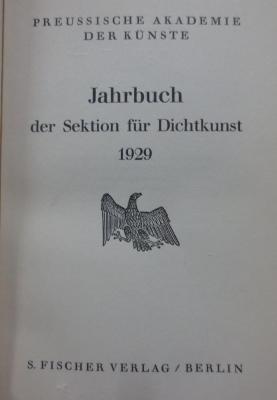 PREUSSISCHE AKADEMIE
DER KÜNSTE
Jahrbuch
der Sektion für Dichtkunst
1929
S. FISCHER VERLAG / BERLIN